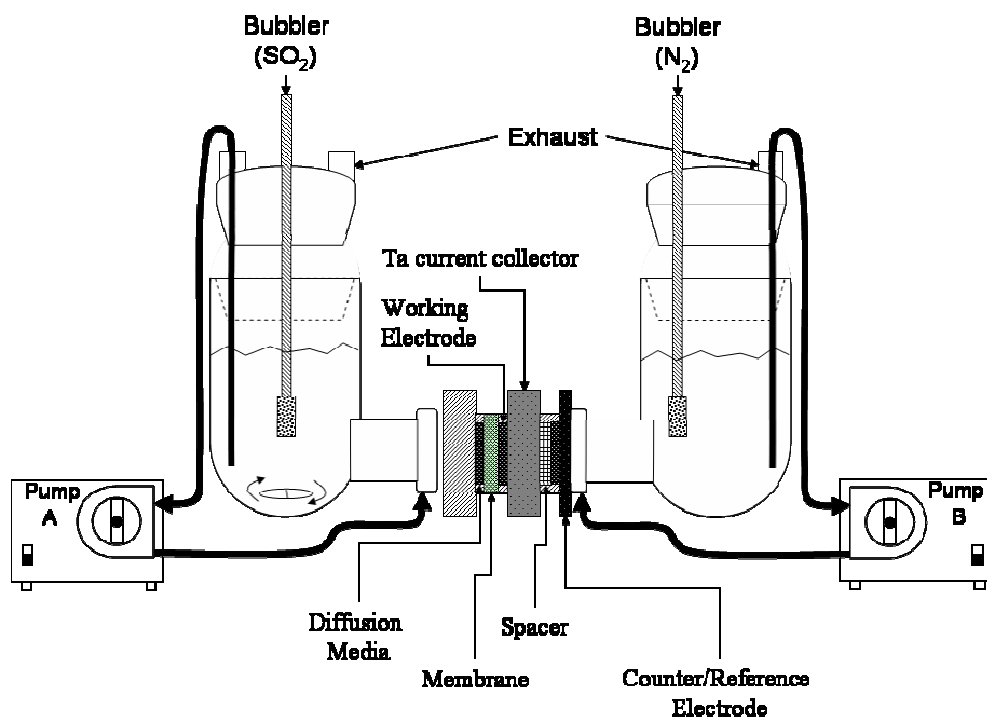 Bubbler
(SO₂)
Bubbler
(N₂)
Exhaust
Ta current collector
Working
Electrode
Pump
A
Pump
B
Diffusion
Media
Spacer
Membrane
Counter/Reference
Electrode